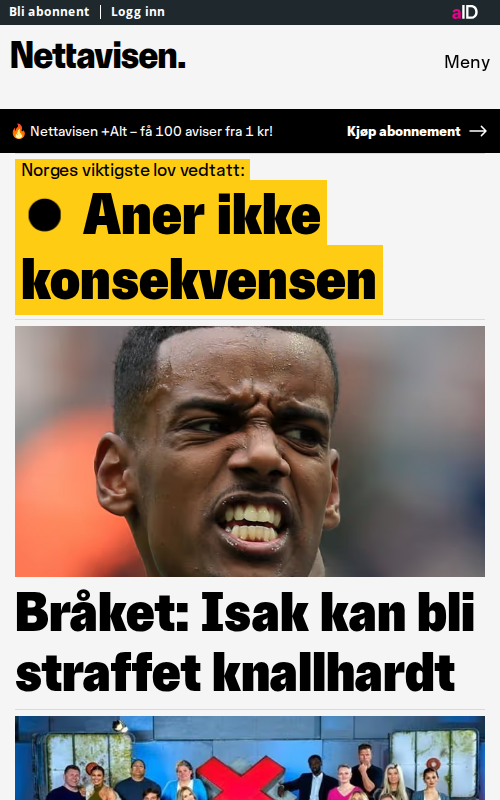 Bli abonnent | Logg inn
aID
Nettavisen.
Meny
🔥 Nettavisen +Alt – få 100 aviser fra 1 kr!
Kjøp abonnement →
Norges viktigste lov vedtatt:
● Aner ikke
konsekvensen
Bråket: Isak kan bli
straffet knallhardt